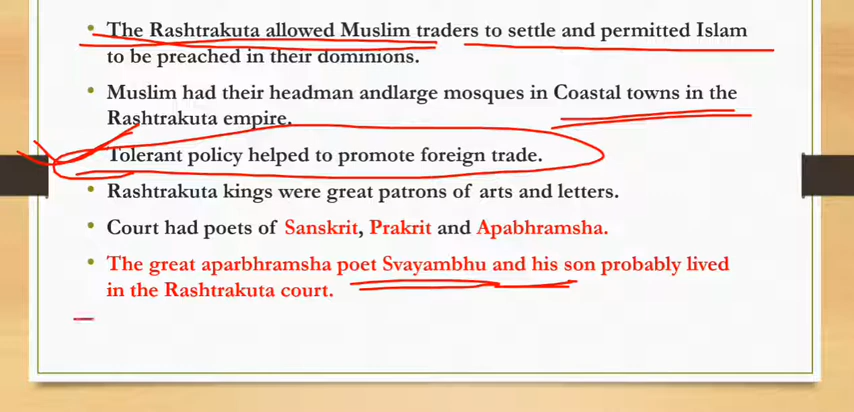 • The Rashtrakuta allowed Muslim traders to settle and permitted Islam
to be preached in their dominions.
• Muslim had their headman andlarge mosques in Coastal towns in the
Rashtrakuta empire.
Tolerant policy helped to promote foreign trade.
• Rashtrakuta kings were great patrons of arts and letters.
• Court had poets of Sanskrit, Prakrit and Apabhramsha.
• The great aparbhramsha poet Svayambhu and his son probably lived
in the Rashtrakuta court.